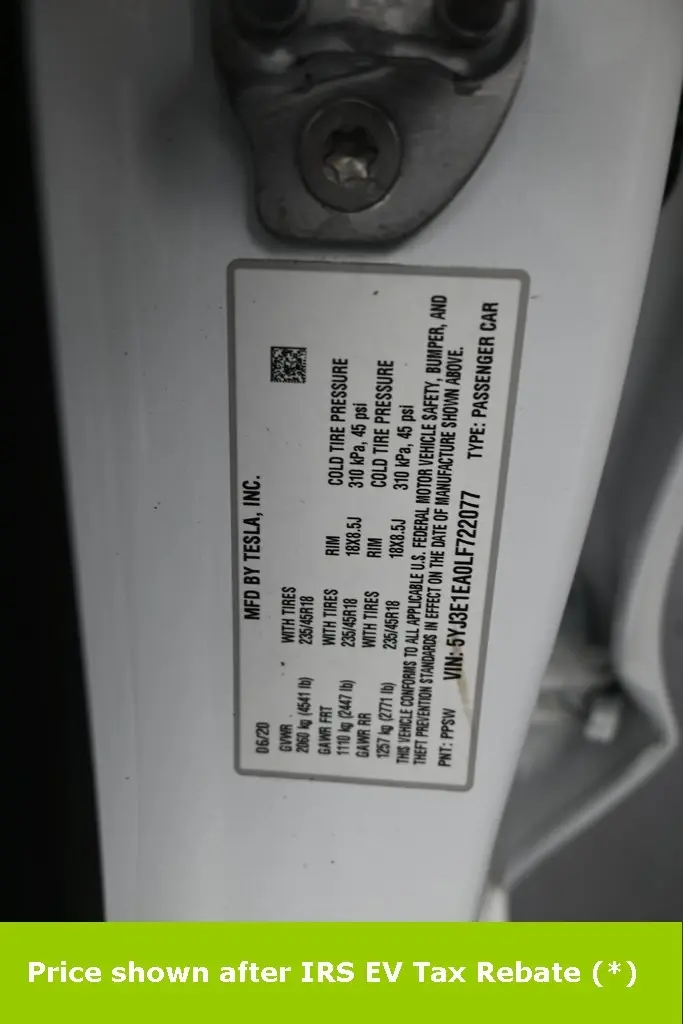 MFD BY TESLA, INC.
06/20
GVWR
2060 kg (4541 lb)
WITH TIRES
235/45R18
GAWR FRT
1110 kg (2447 lb)
WITH TIRES
235/45R18
RIM
18X8.5J
COLD TIRE PRESSURE
310 kPa, 45 psi
GAWR RR
1257 kg (2771 lb)
WITH TIRES
235/45R18
RIM
18X8.5J
COLD TIRE PRESSURE
310 kPa, 45 psi
THIS VEHICLE CONFORMS TO ALL APPLICABLE U.S. FEDERAL MOTOR VEHICLE SAFETY, BUMPER, AND
THEFT PREVENTION STANDARDS IN EFFECT ON THE DATE OF MANUFACTURE SHOWN ABOVE.
PNT: PPSW VIN: 5YJ3E1EA0LF722077 TYPE: PASSENGER CAR
Price shown after IRS EV Tax Rebate (*)